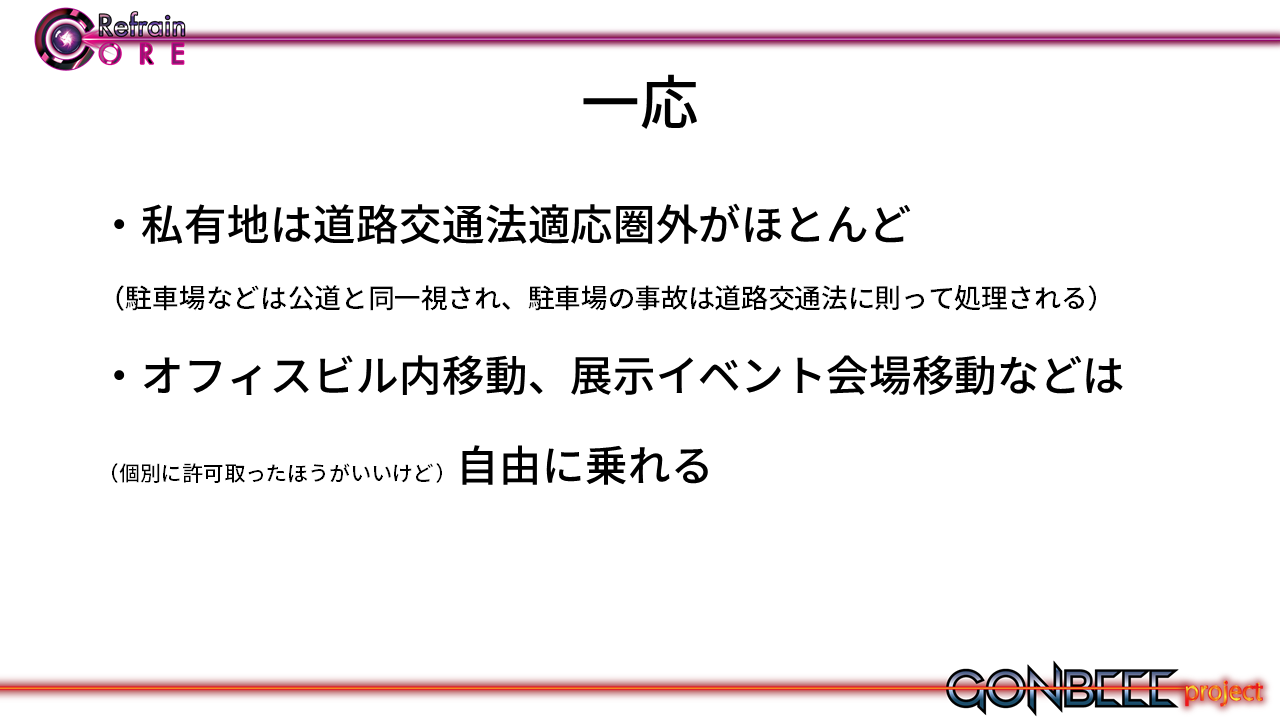 Refrain
CORE
一応
・私有地は道路交通法適応圏外がほとんど
（駐車場などは公道と同一視され、駐車場の事故は道路交通法に則って処理される）
・オフィスビル内移動、展示イベント会場移動などは
（個別に許可取ったほうがいいけど）自由に乗れる
GONBEEE project